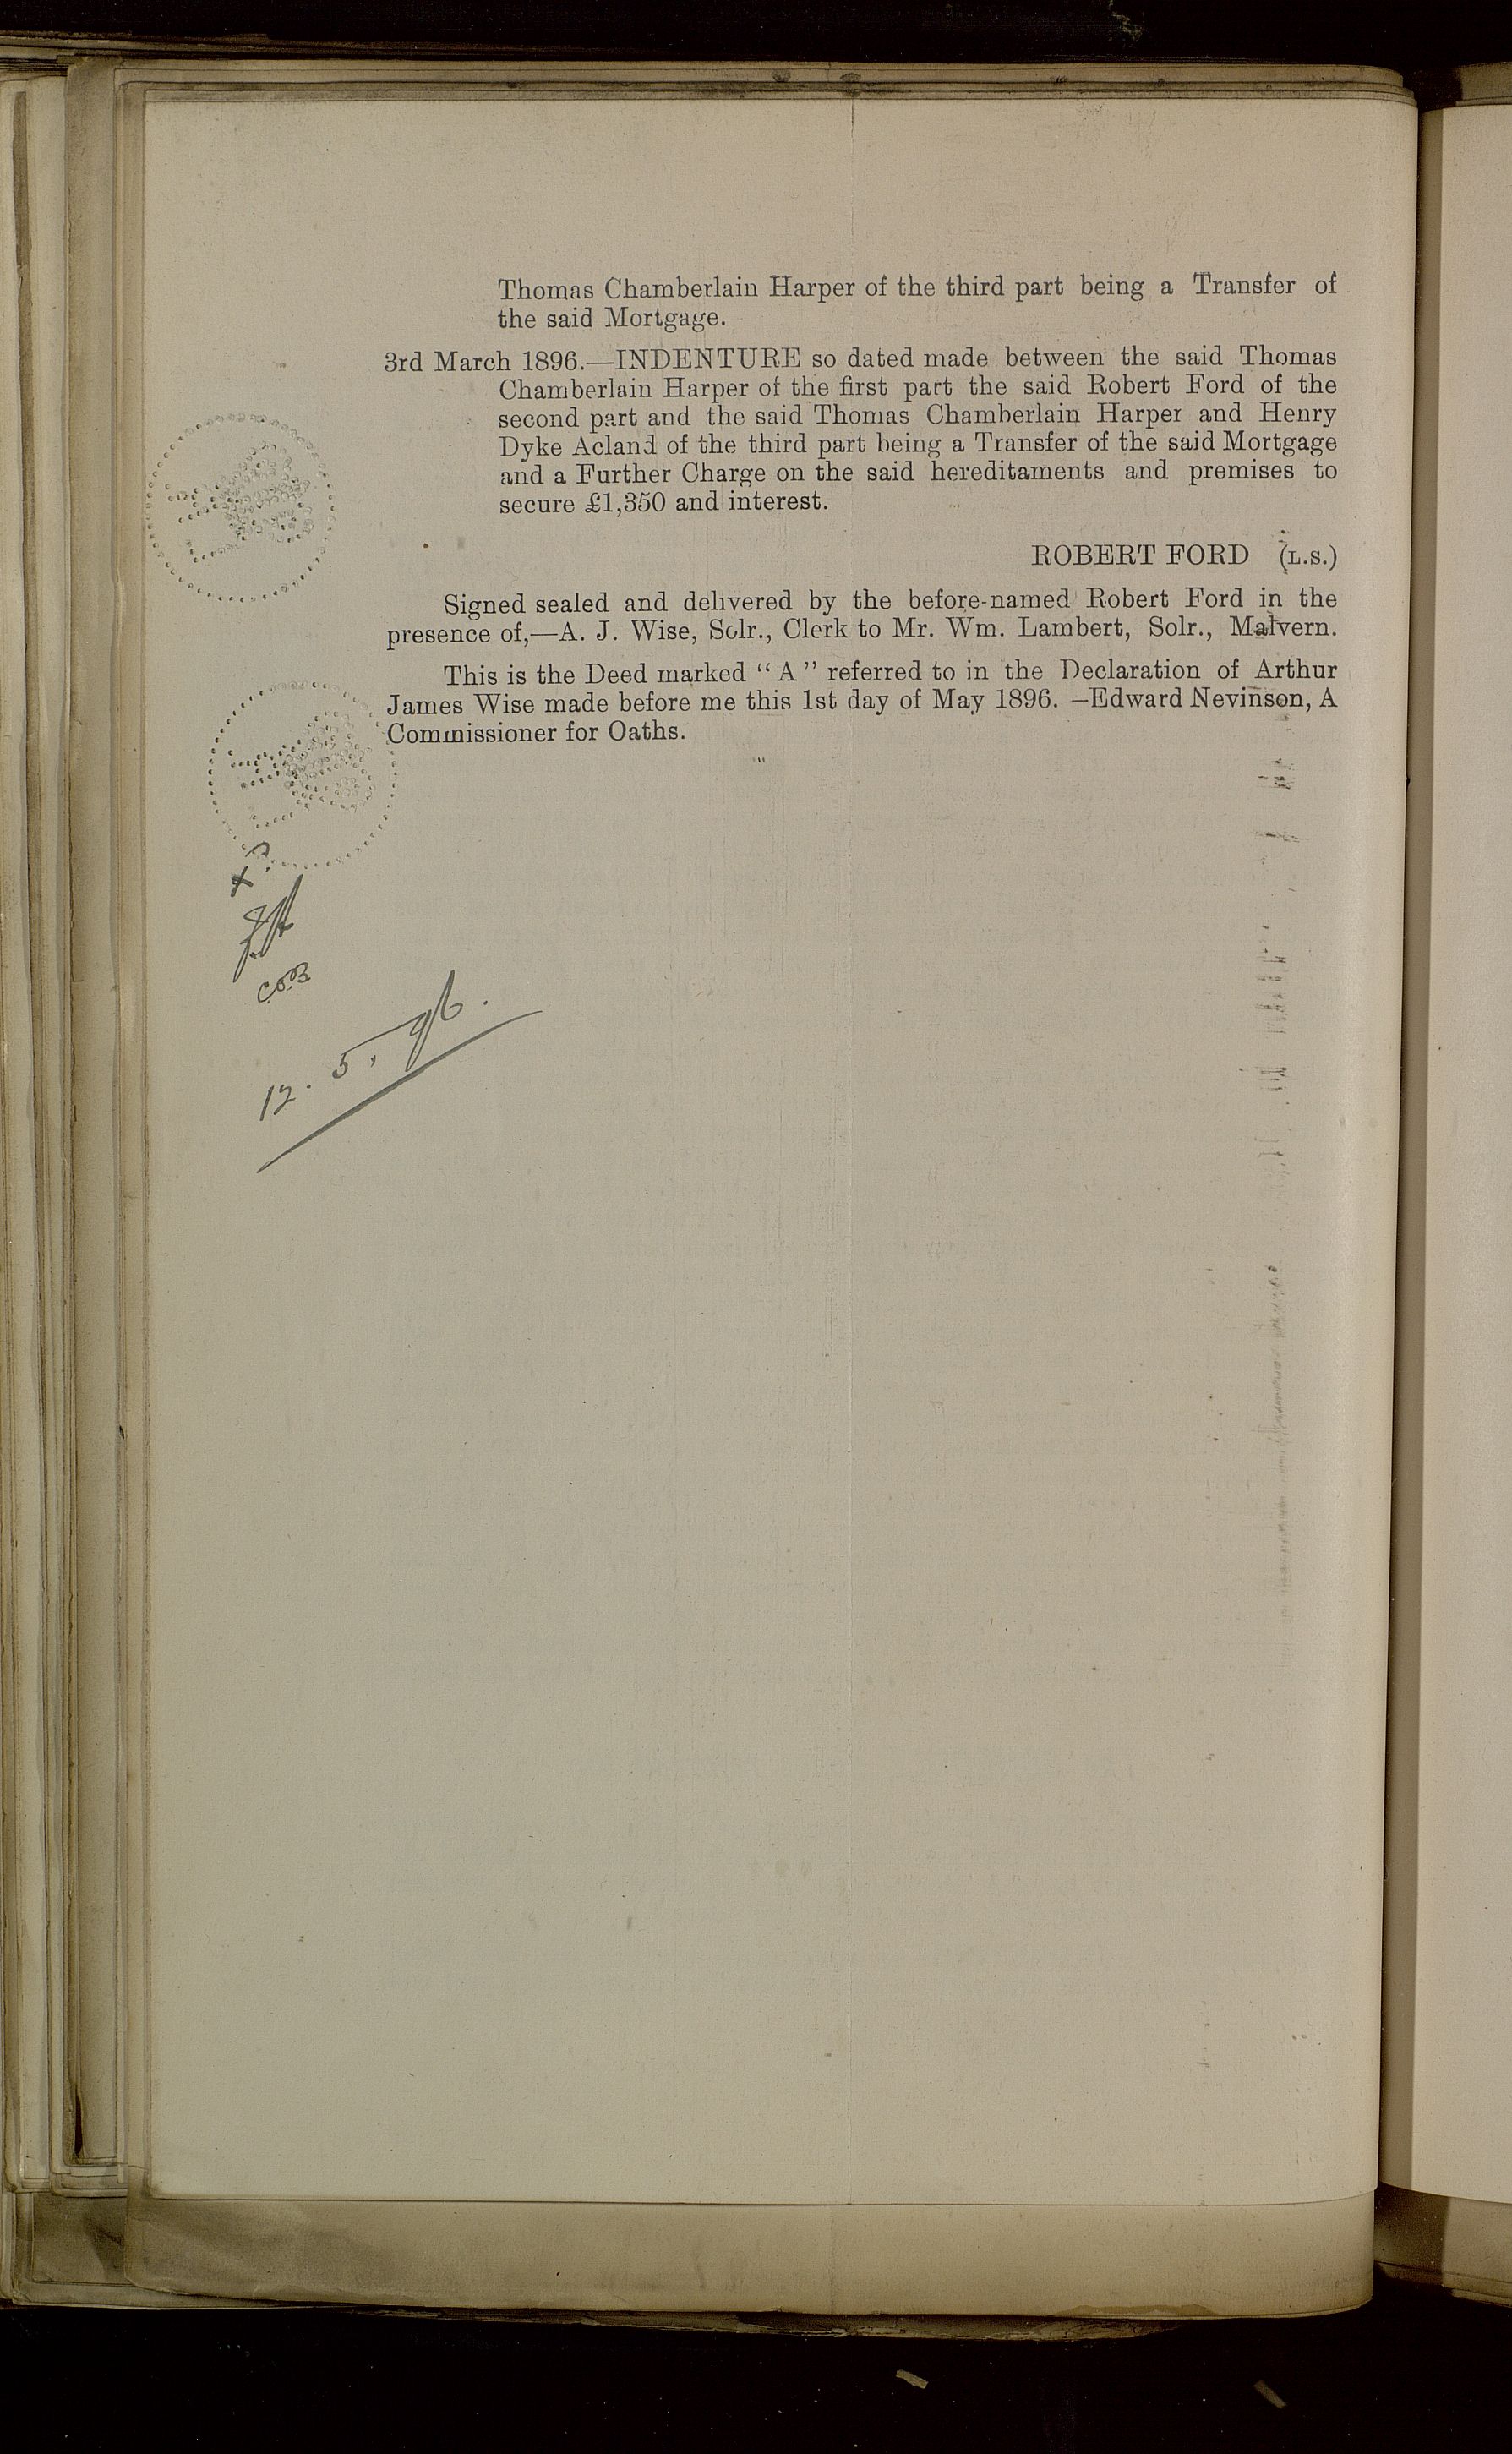 Thomas Chamberlain Harper of the third part being a Transfer of
the said Mortgage.
3rd March 1896.—INDENTURE so dated made between the said Thomas
Chamberlain Harper of the first part the said Robert Ford of the
second part and the said Thomas Chamberlain Harper and Henry
Dyke Acland of the third part being a Transfer of the said Mortgage
and a Further Charge on the said hereditaments and premises to
secure £1,350 and interest.
ROBERT FORD (L.S.)
Signed sealed and delivered by the before-named Robert Ford in the
presence of,—A. J. Wise, Solr., Clerk to Mr. Wm. Lambert, Solr., Malvern.
This is the Deed marked “A” referred to in the Declaration of Arthur
James Wise made before me this 1st day of May 1896. —Edward Nevinson, A
Commissioner for Oaths.
12. 5. 96.